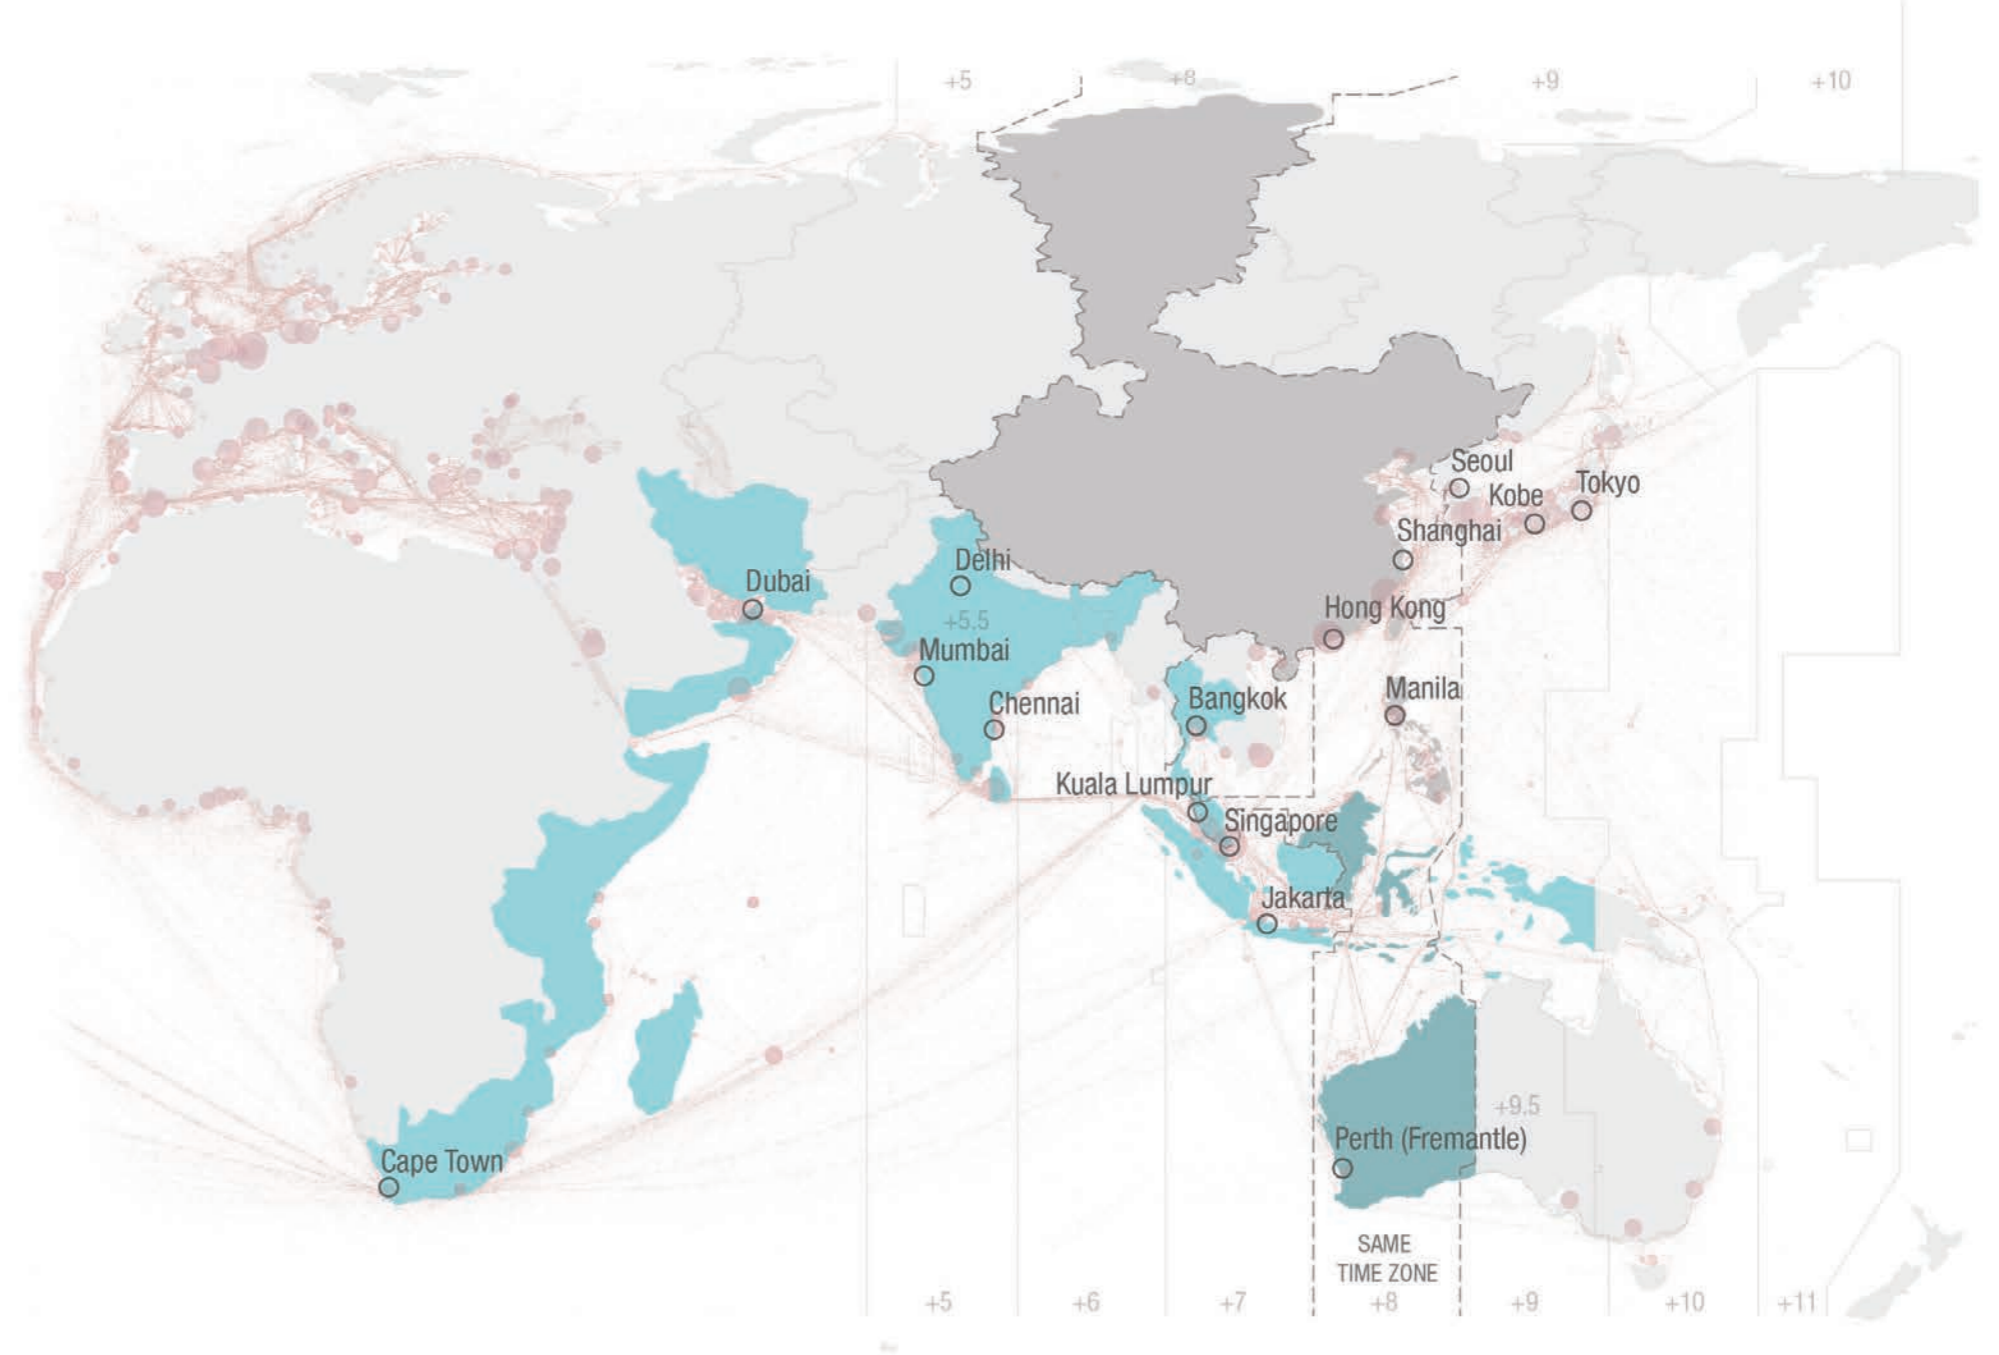 +5
+8
+9
+10
Seoul
Tokyo
Kobe
Shanghai
Delhi
Dubai
Hong Kong
+5.5
Mumbai
Manila
Bangkok
Chennai
Kuala Lumpur
Singapore
Jakarta
+9.5
Perth (Fremantle)
Cape Town
SAME
TIME ZONE
+5
+6
+7
+8
+9
+10
+11